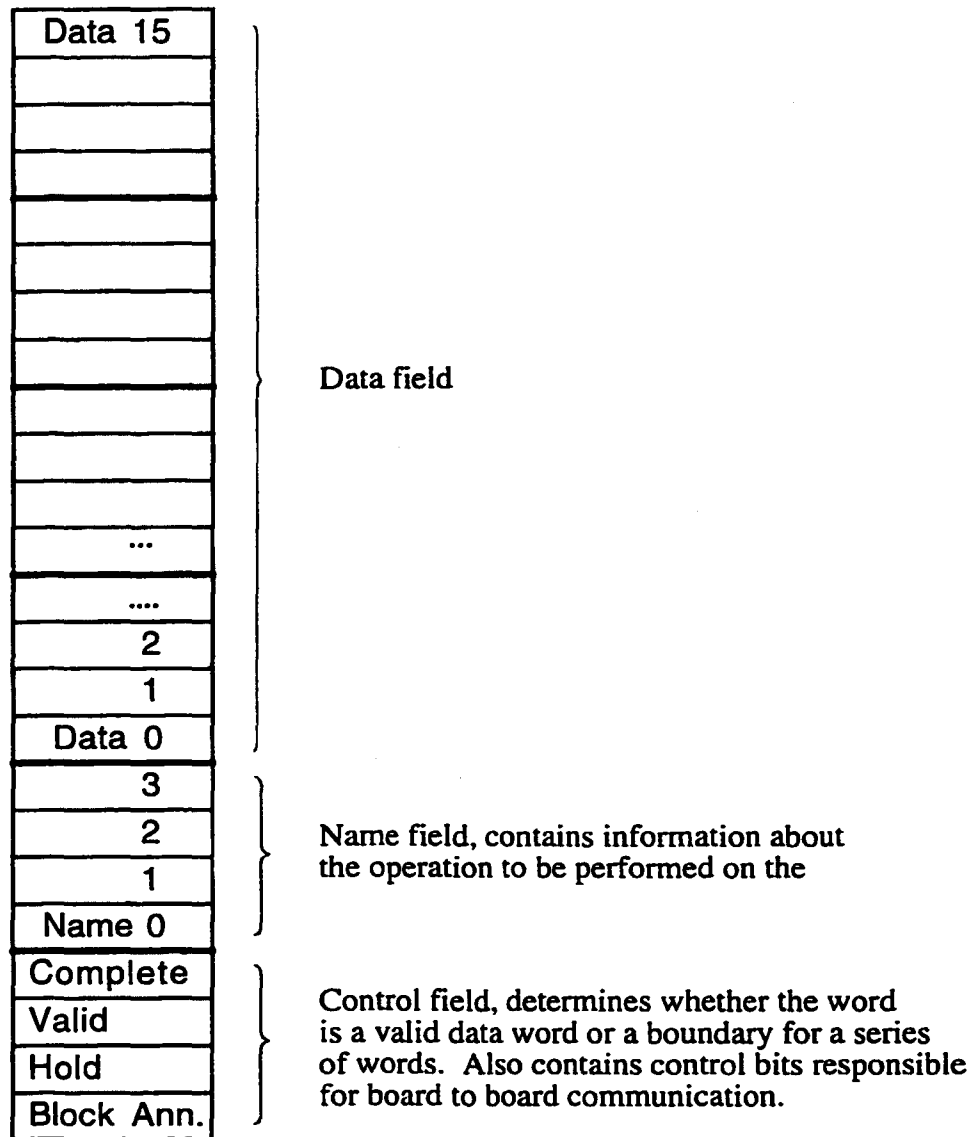 Data 15
Data field
...
....
2
1
Data 0
3
2
1
Name 0
Name field, contains information about
the operation to be performed on the
Complete
Valid
Hold
Block Ann.
Control field, determines whether the word
is a valid data word or a boundary for a series
of words. Also contains control bits responsible
for board to board communication.